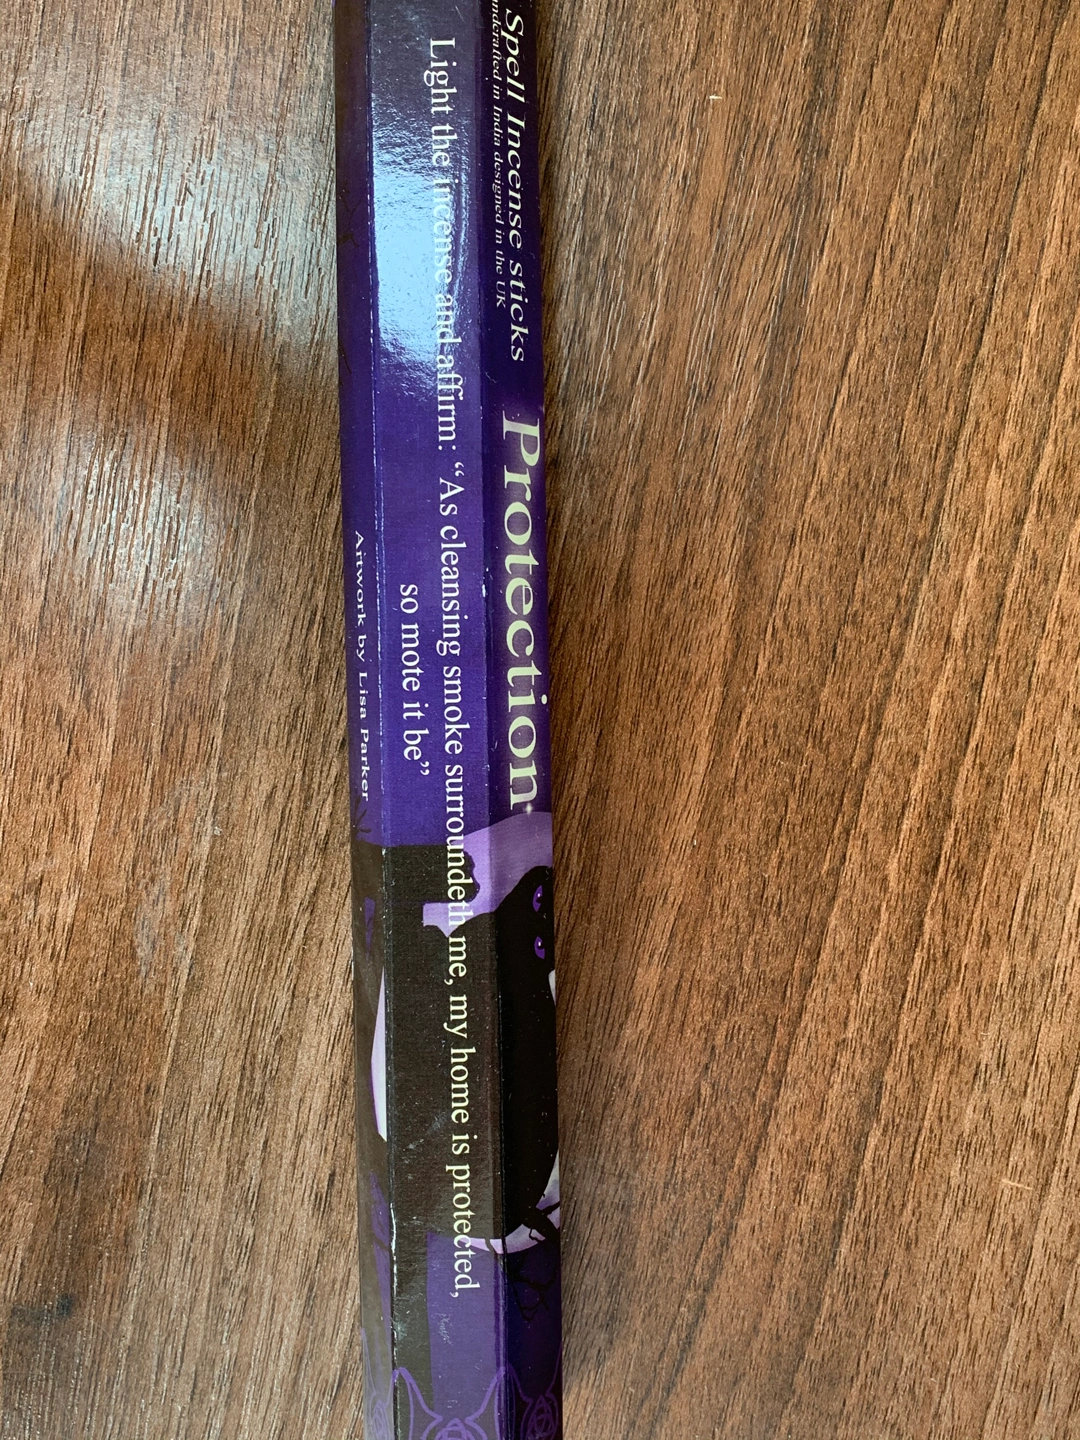 Spell Incense sticks
andcrafted in India designed in the UK
Protection
Light the incense and affirm: “As cleansing smoke surroundeth me, my home is protected,
so mote it be”
Artwork by Lisa Parker